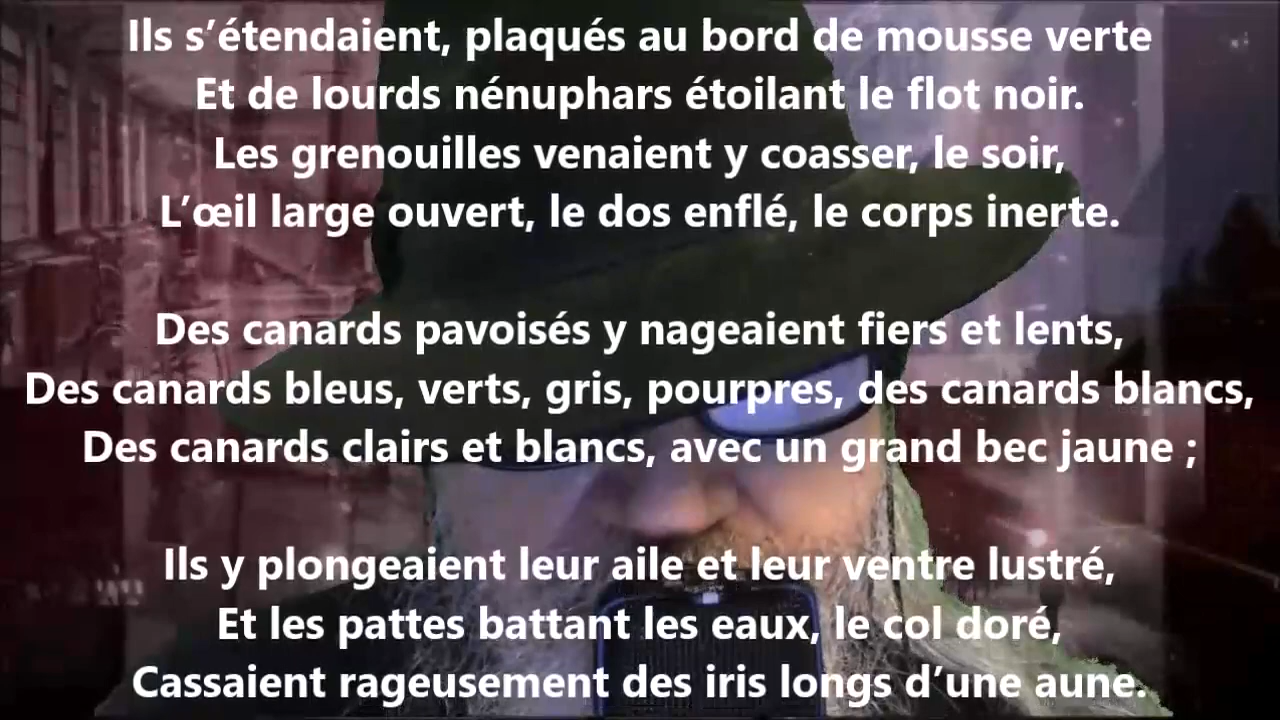 Ils s’étendaient, plaqués au bord de mousse verte
Et de lourds nénuphars étoilant le flot noir.
Les grenouilles venaient y coasser, le soir,
L’œil large ouvert, le dos enflé, le corps inerte.
Des canards pavoisés y nageaient fiers et lents,
Des canards bleus, verts, gris, pourpres, des canards blancs,
Des canards clairs et blancs, avec un grand bec jaune ;
Ils y plongeaient leur aile et leur ventre lustré,
Et les pattes battant les eaux, le col doré,
Cassaient rageusement des iris longs d’une aune.